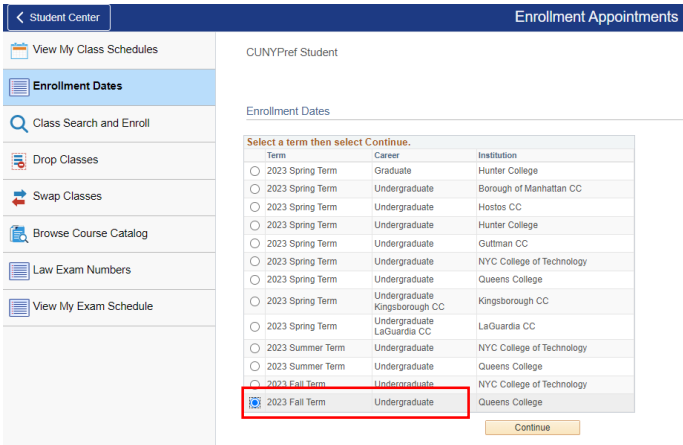 Student Center
Enrollment Appointments
View My Class Schedules
Enrollment Dates
Class Search and Enroll
Drop Classes
Swap Classes
Browse Course Catalog
Law Exam Numbers
View My Exam Schedule
CUNYPref Student
Enrollment Dates
Select a term then select Continue.
Term Career Institution
2023 Spring Term Graduate Hunter College
2023 Spring Term Undergraduate Borough of Manhattan CC
2023 Spring Term Undergraduate Hostos CC
2023 Spring Term Undergraduate Hunter College
2023 Spring Term Undergraduate Guttman CC
2023 Spring Term Undergraduate NYC College of Technology
2023 Spring Term Undergraduate Queens College
2023 Spring Term Undergraduate Kingsborough CC Kingsborough CC
2023 Spring Term Undergraduate LaGuardia CC LaGuardia CC
2023 Summer Term Undergraduate NYC College of Technology
2023 Summer Term Undergraduate Queens College
2023 Fall Term Undergraduate NYC College of Technology
2023 Fall Term Undergraduate Queens College
Continue